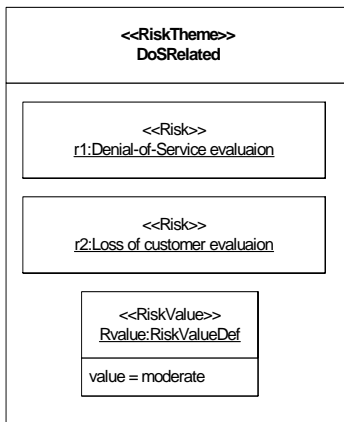 <<RiskTheme>>
DoSRelated
<<Risk>>
r1:Denial-of-Service evaluaion
<<Risk>>
r2:Loss of customer evaluaion
<<RiskValue>>
Rvalue:RiskValueDef
value = moderate